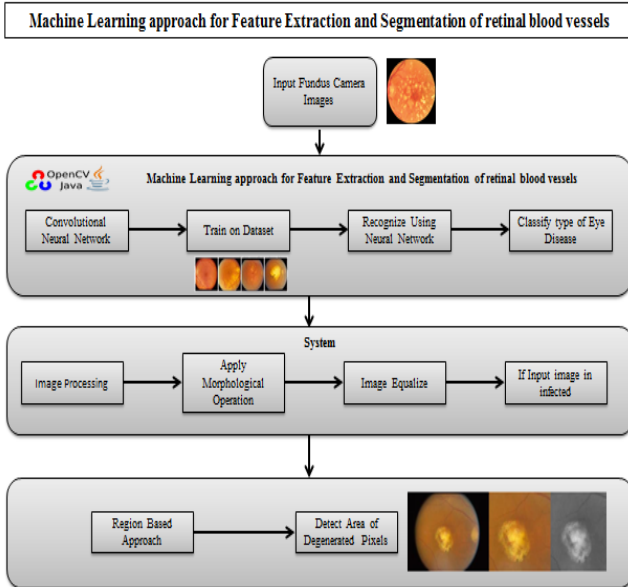 Machine Learning approach for Feature Extraction and Segmentation of retinal blood vessels
Input Fundus Camera
Images
OpenCV
Java
Machine Learning approach for Feature Extraction and Segmentation of retinal blood vessels
Convolutional
Neural Network
Train on Dataset
Recognize Using
Neural Network
Classify type of Eye
Disease
System
Image Processing
Apply
Morphological
Operation
Image Equalize
If Input image in
infected
Region Based
Approach
Detect Area of
Degenerated Pixels